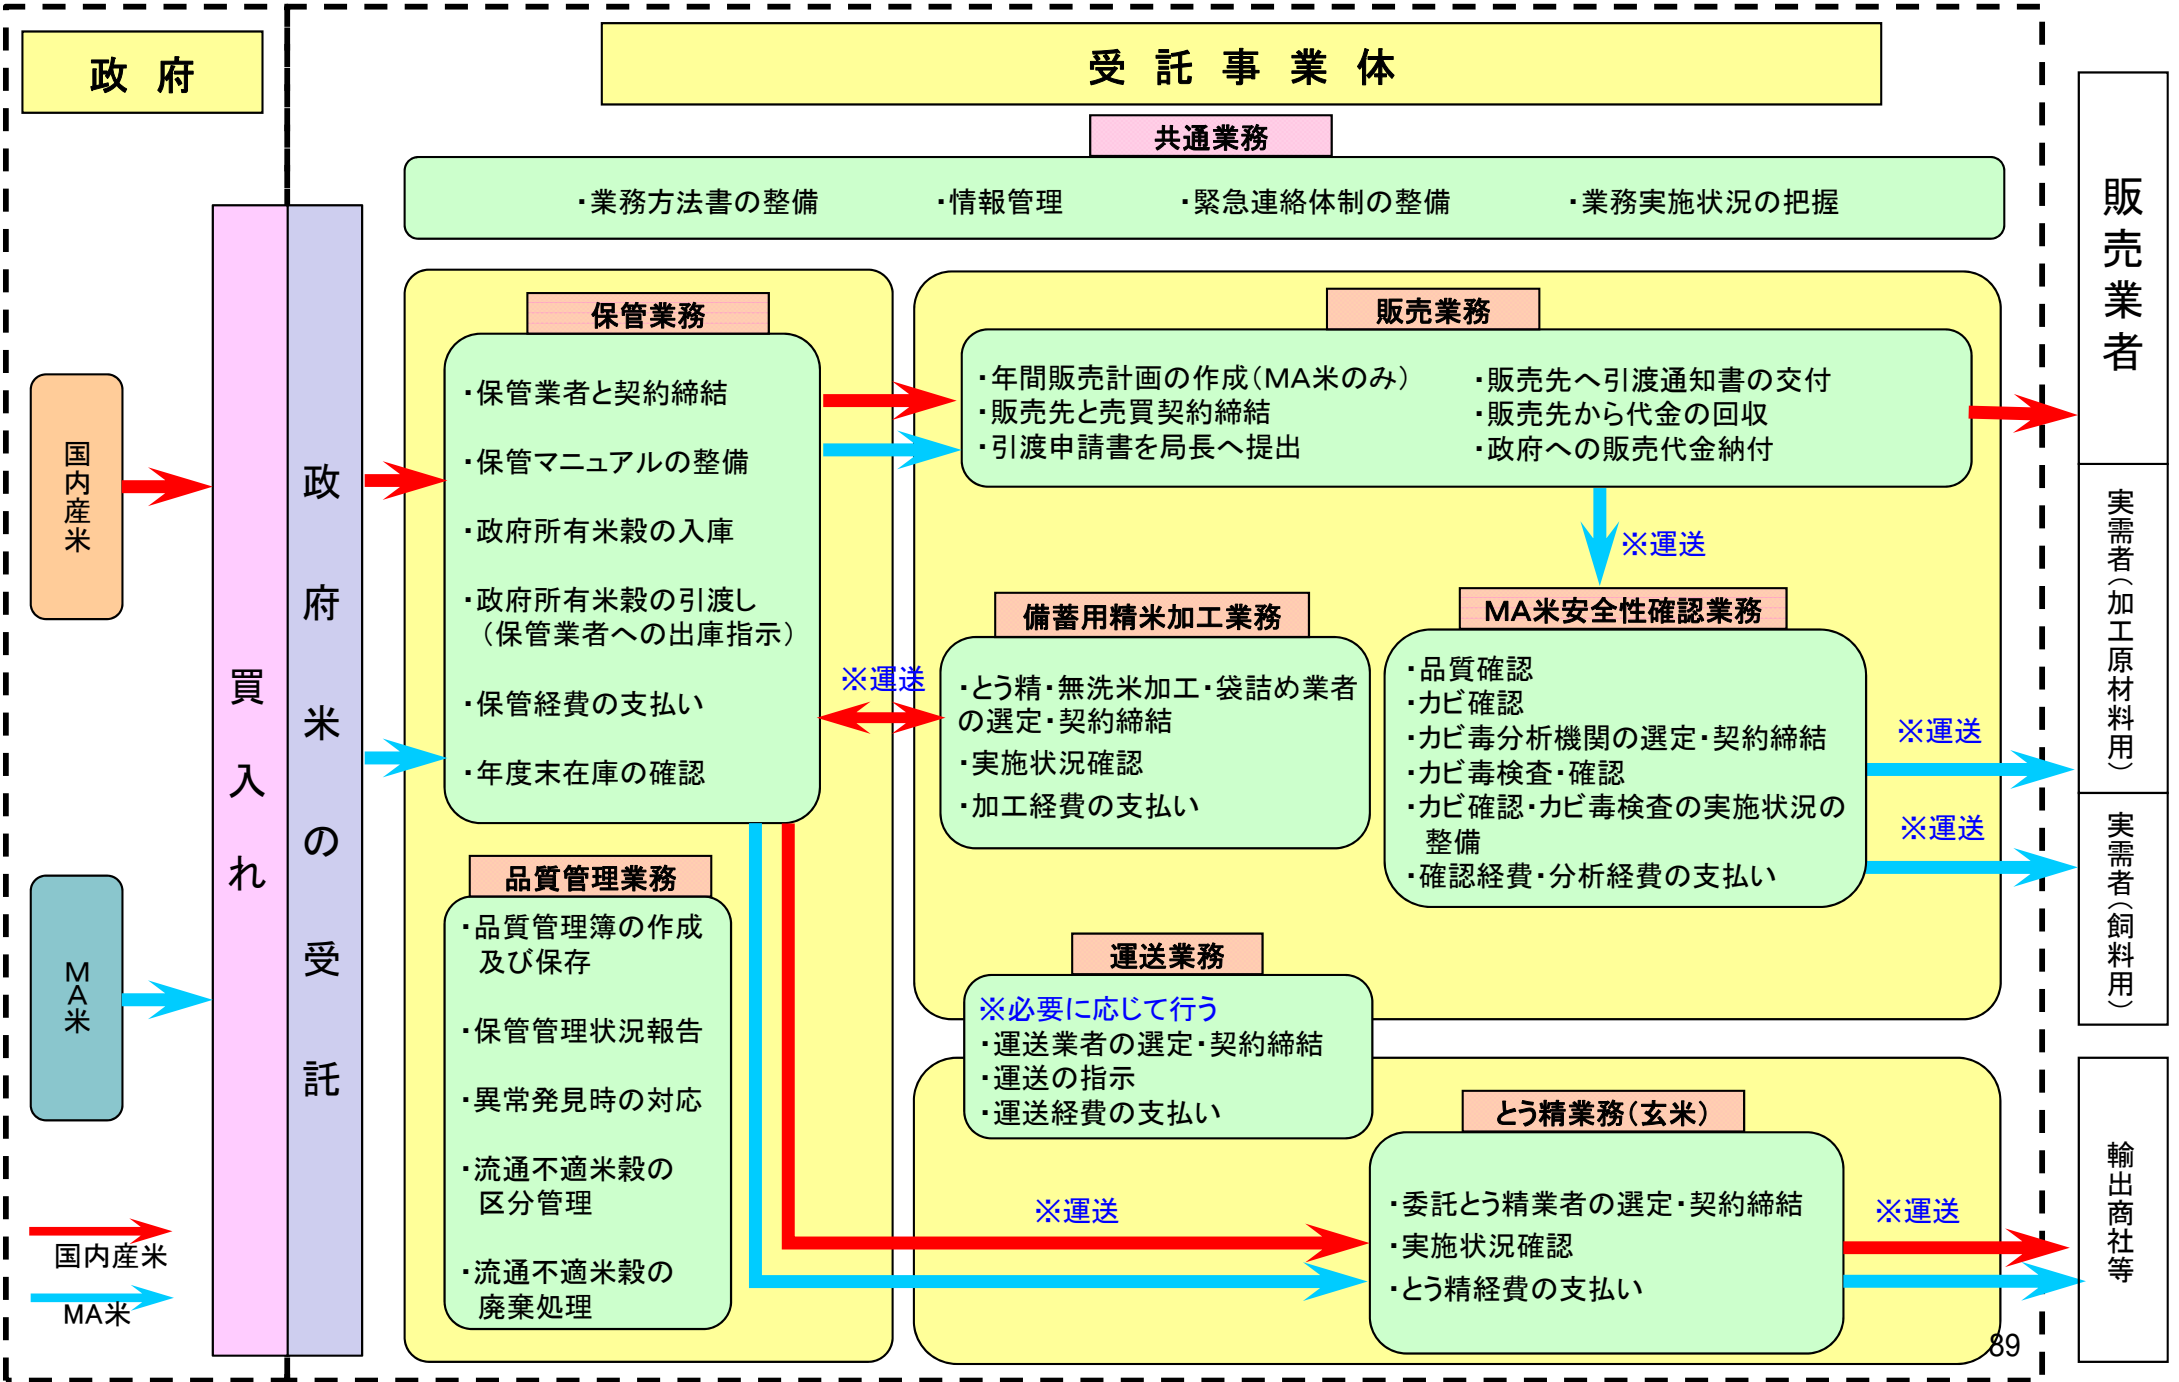 政府
受託事業体
共通業務
・業務方法書の整備
・情報管理
・緊急連絡体制の整備
・業務実施状況の把握
国内産米
MA米
買入れ
政府米の受託
保管業務
・保管業者と契約締結
・保管マニュアルの整備
・政府所有米穀の入庫
・政府所有米穀の引渡し
（保管業者への出庫指示）
・保管経費の支払い
・年度末在庫の確認
品質管理業務
・品質管理簿の作成
及び保存
・保管管理状況報告
・異常発見時の対応
・流通不適米穀の
区分管理
・流通不適米穀の
廃棄処理
販売業務
・年間販売計画の作成（MA米のみ）
・販売先と売買契約締結
・引渡申請書を局長へ提出
・販売先へ引渡通知書の交付
・販売先から代金の回収
・政府への販売代金納付
※運送
備蓄用精米加工業務
※運送
・とう精・無洗米加工・袋詰め業者
の選定・契約締結
・実施状況確認
・加工経費の支払い
MA米安全性確認業務
・品質確認
・カビ確認
・カビ毒分析機関の選定・契約締結
・カビ毒検査・確認
・カビ確認・カビ毒検査の実施状況の
整備
・確認経費・分析経費の支払い
※運送
※運送
運送業務
※必要に応じて行う
・運送業者の選定・契約締結
・運送の指示
・運送経費の支払い
※運送
とう精業務（玄米）
・委託とう精業者の選定・契約締結
・実施状況確認
・とう精経費の支払い
※運送
販売業者
実需者（加工原材料用）
実需者（飼料用）
輸出商社等
国内産米
MA米
89